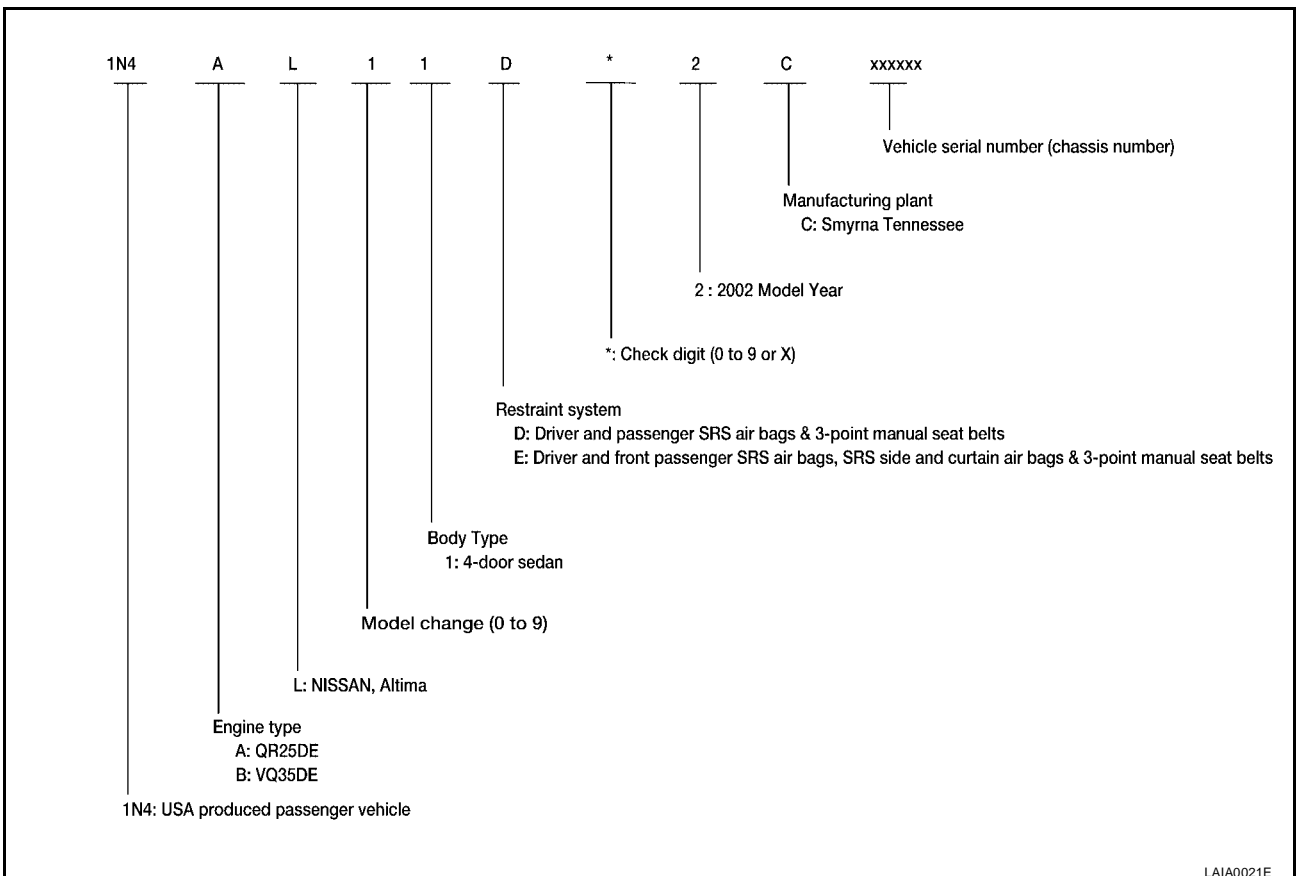 1N4 A L 1 1 D * 2 C xxxxxx
Vehicle serial number (chassis number)
Manufacturing plant
C: Smyrna Tennessee
2 : 2002 Model Year
*: Check digit (0 to 9 or X)
Restraint system
D: Driver and passenger SRS air bags & 3-point manual seat belts
E: Driver and front passenger SRS air bags, SRS side and curtain air bags & 3-point manual seat belts
Body Type
1: 4-door sedan
Model change (0 to 9)
L: NISSAN, Altima
Engine type
A: QR25DE
B: VQ35DE
1N4: USA produced passenger vehicle
LAIA0021E